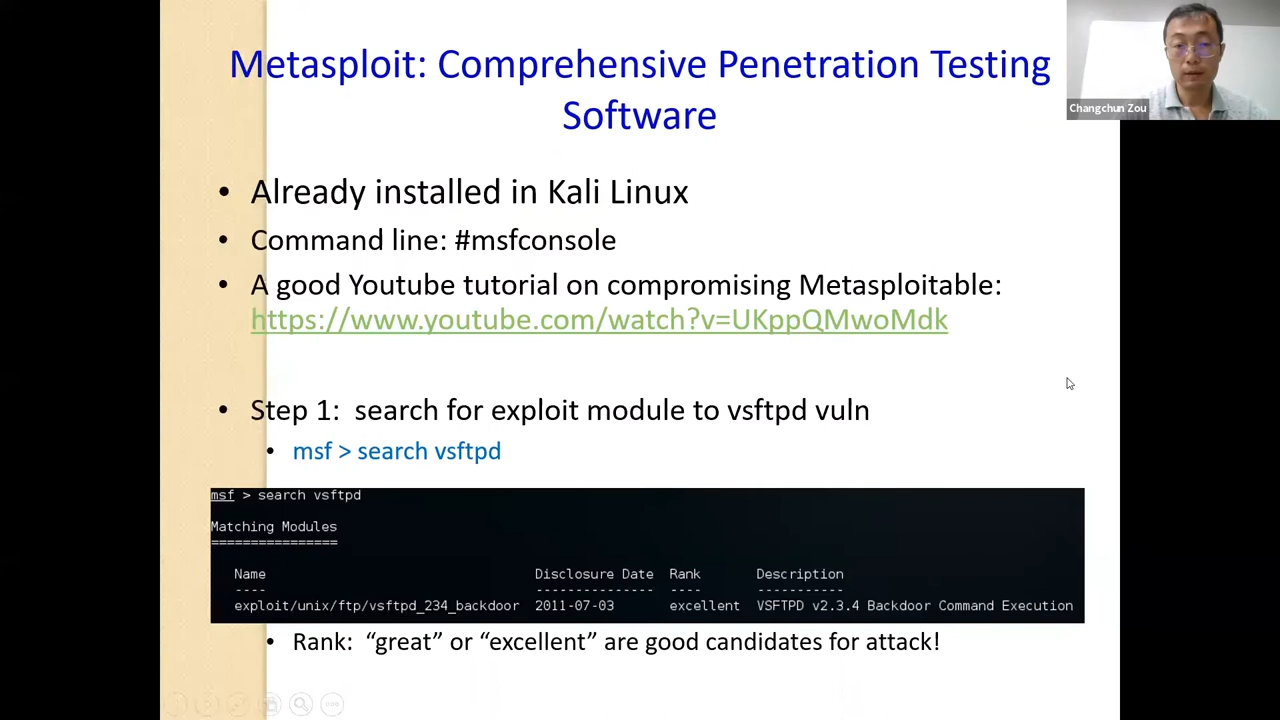 Metasploit: Comprehensive Penetration Testing
Software
Changchun Zou
• Already installed in Kali Linux
• Command line: #msfconsole
• A good Youtube tutorial on compromising Metasploitable:
https://www.youtube.com/watch?v=UKppQMwoMdk
• Step 1: search for exploit module to vsftpd vuln
• msf > search vsftpd
msf > search vsftpd
Matching Modules
================
Name Disclosure Date Rank Description
---- --------------- ---- -----------
exploit/unix/ftp/vsftpd_234_backdoor 2011-07-03 excellent VSFTPD v2.3.4 Backdoor Command Execution
• Rank: “great” or “excellent” are good candidates for attack!